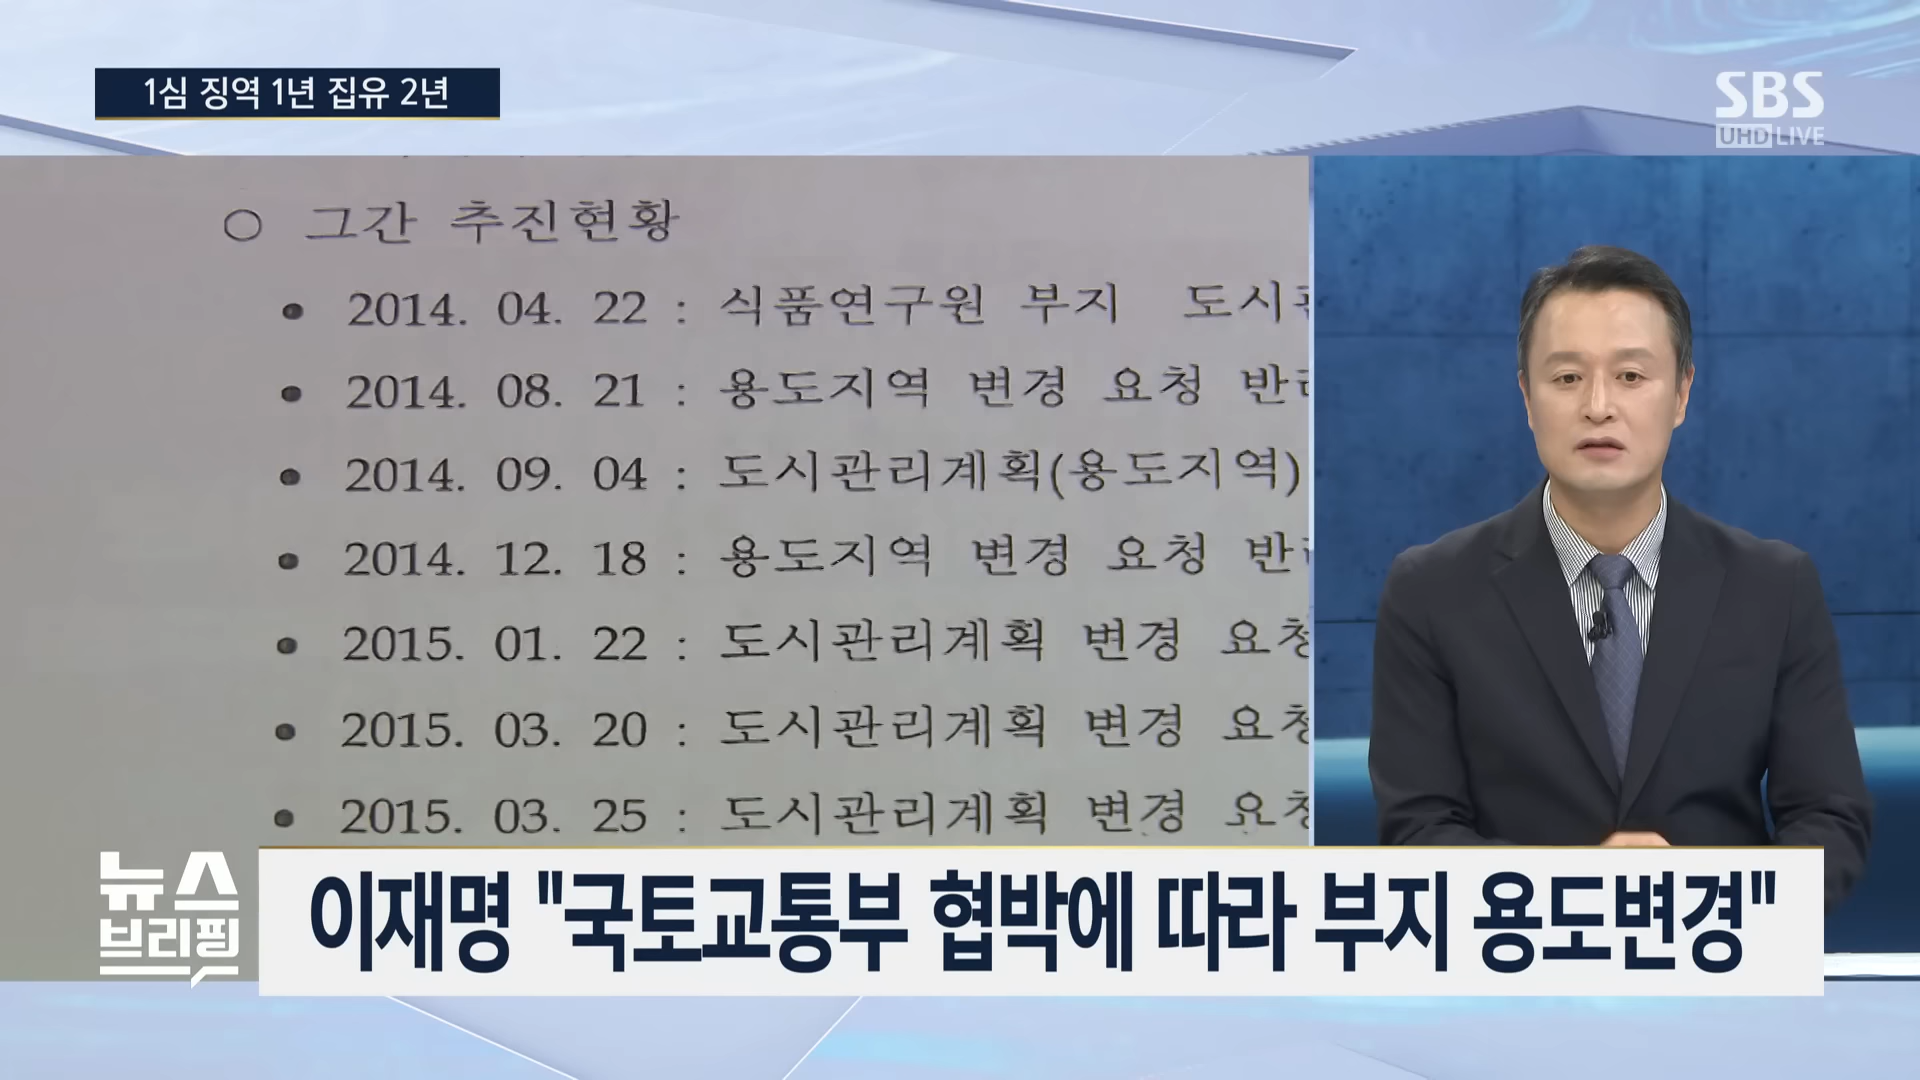 1심 징역 1년 집유 2년
SBS
UHD LIVE
○ 그간 추진현황
• 2014. 04. 22 : 식품연구원 부지 도시
• 2014. 08. 21 : 용도지역 변경 요청
• 2014. 09. 04 : 도시관리계획(용도지역)
• 2014. 12. 18 : 용도지역 변경 요청
• 2015. 01. 22 : 도시관리계획 변경
• 2015. 03. 20 : 도시관리계획 변경
• 2015. 03. 25 : 도시관리계획 변경
뉴스
브리핑
이재명 "국토교통부 협박에 따라 부지 용도변경"